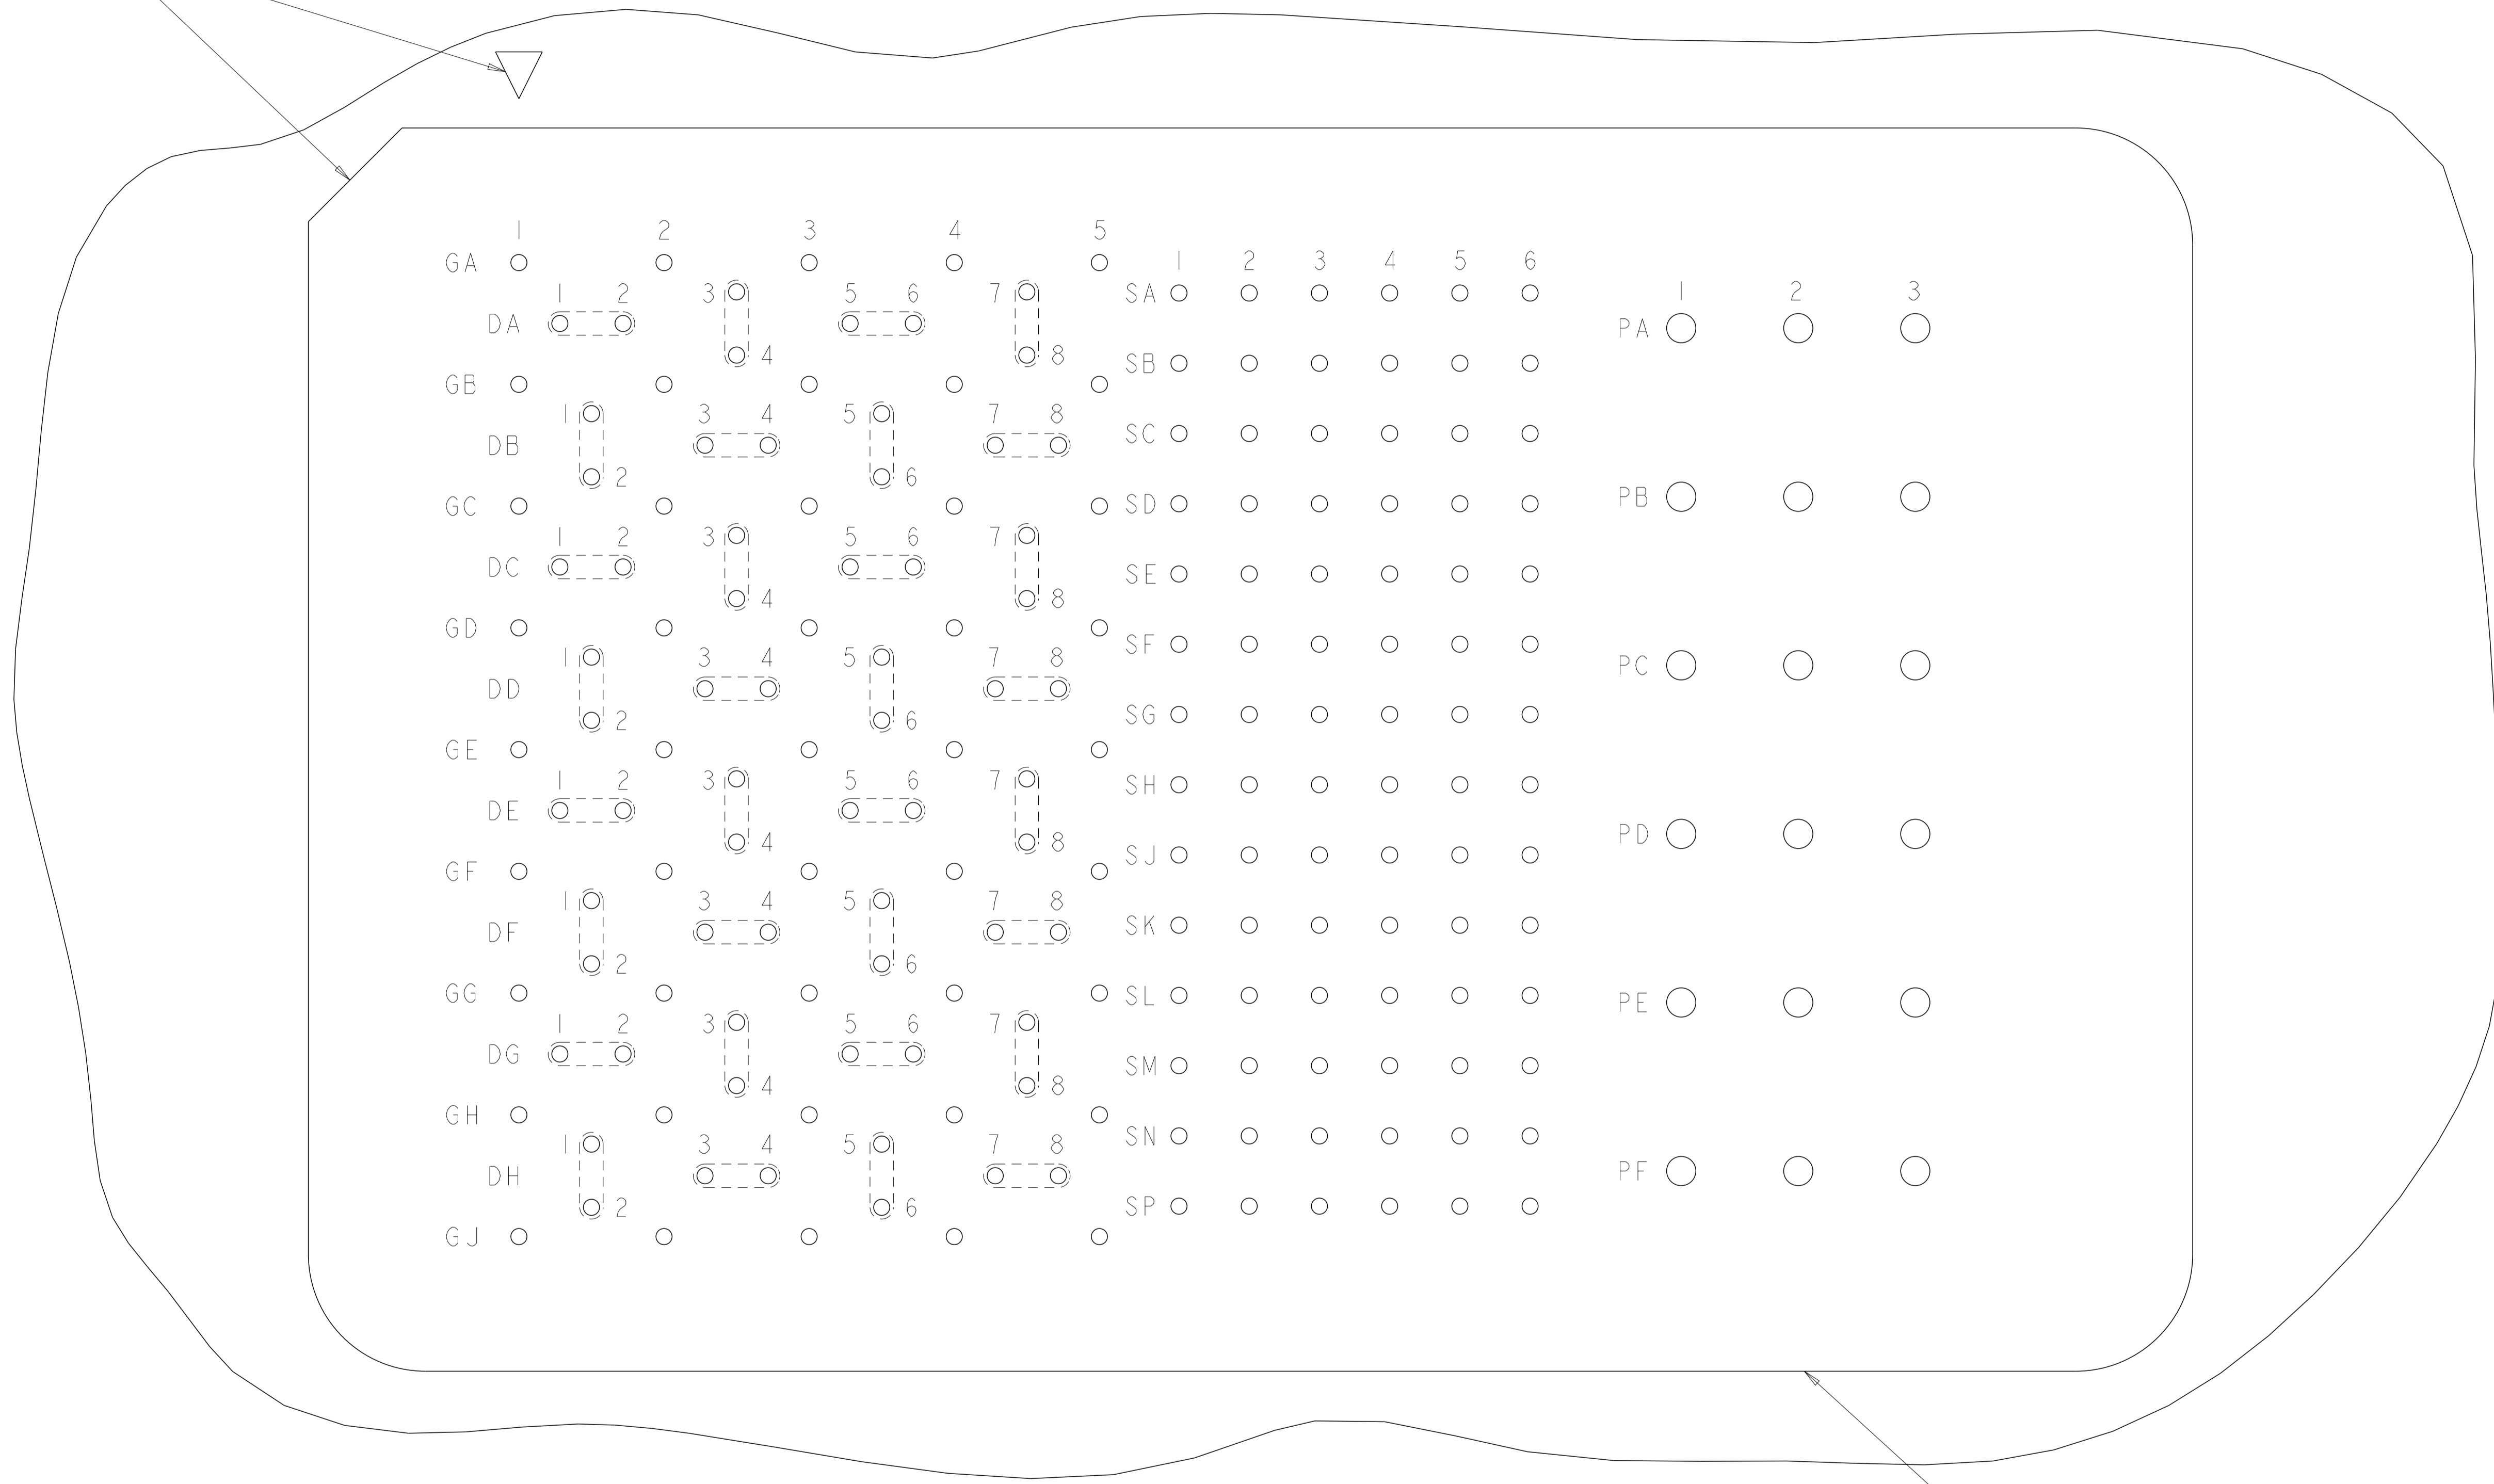 1 2 3 4 5
GA 1 2 3 4 5 6
1 2 3 5 6 7 SA 1 2 3
DA PA
4 8
GB SB
1 3 4 5 7 8
DB SC
2 6 PB
GC SD
1 2 3 5 6 7
DC SE
4 8
GD SF
1 3 4 5 7 8 PC
DD
2 6 SG
GE
1 2 3 5 6 7 SH
DE PD
4 8 SJ
GF
1 3 4 5 7 8
DF SK
2 6
GG SL PE
1 2 3 5 6 7
DG SM
4 8
GH
1 3 4 5 7 8 SN
DH PF
2 6 SP
GJ